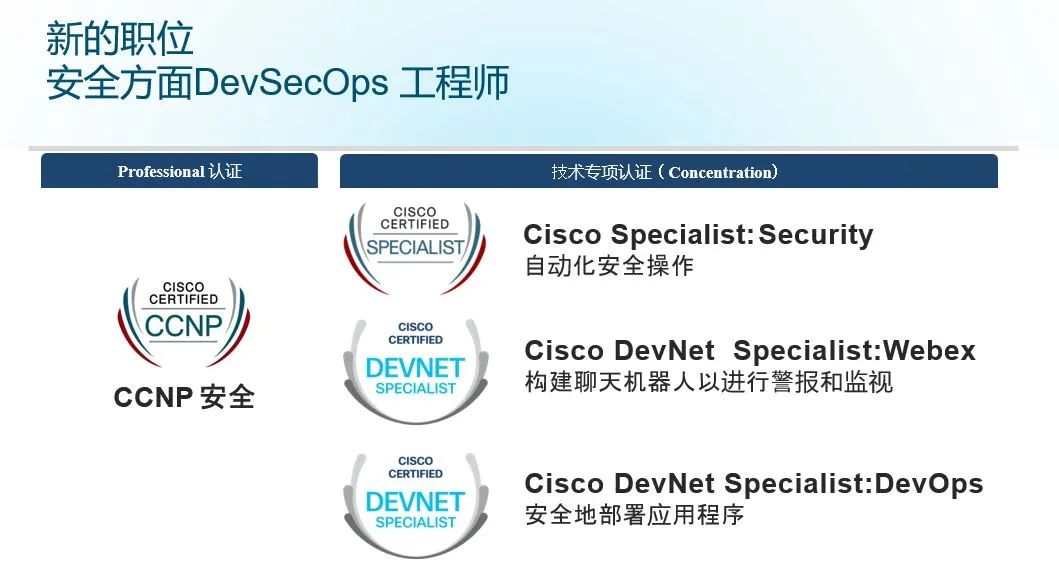 新的职位
安全方面DevSecOps 工程师
Professional 认证
技术专项认证（Concentration）
CISCO
CERTIFIED
CCNP
CCNP 安全
CISCO
CERTIFIED
SPECIALIST
Cisco Specialist:Security
自动化安全操作
CISCO
CERTIFIED
DEVNET
SPECIALIST
Cisco DevNet Specialist:Webex
构建聊天机器人以进行警报和监视
CISCO
CERTIFIED
DEVNET
SPECIALIST
Cisco DevNet Specialist:DevOps
安全地部署应用程序